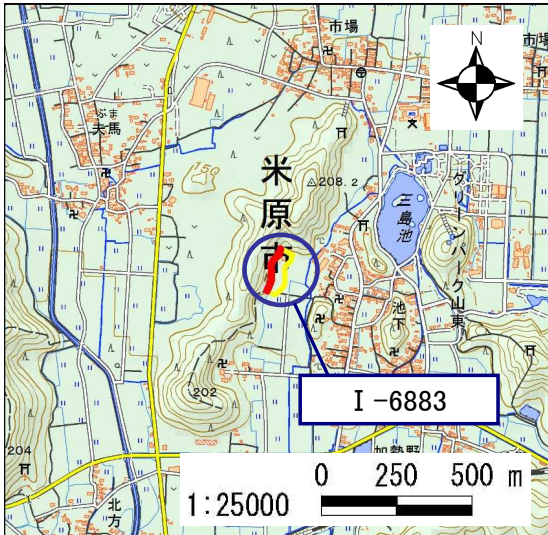 市場
市場
N
ぶま
夫馬
159
米原市
208.2
三島池
グリーンパーク山東
池下
202
I-6883
204
加勢野
北方
0 250 500 m
1:25000